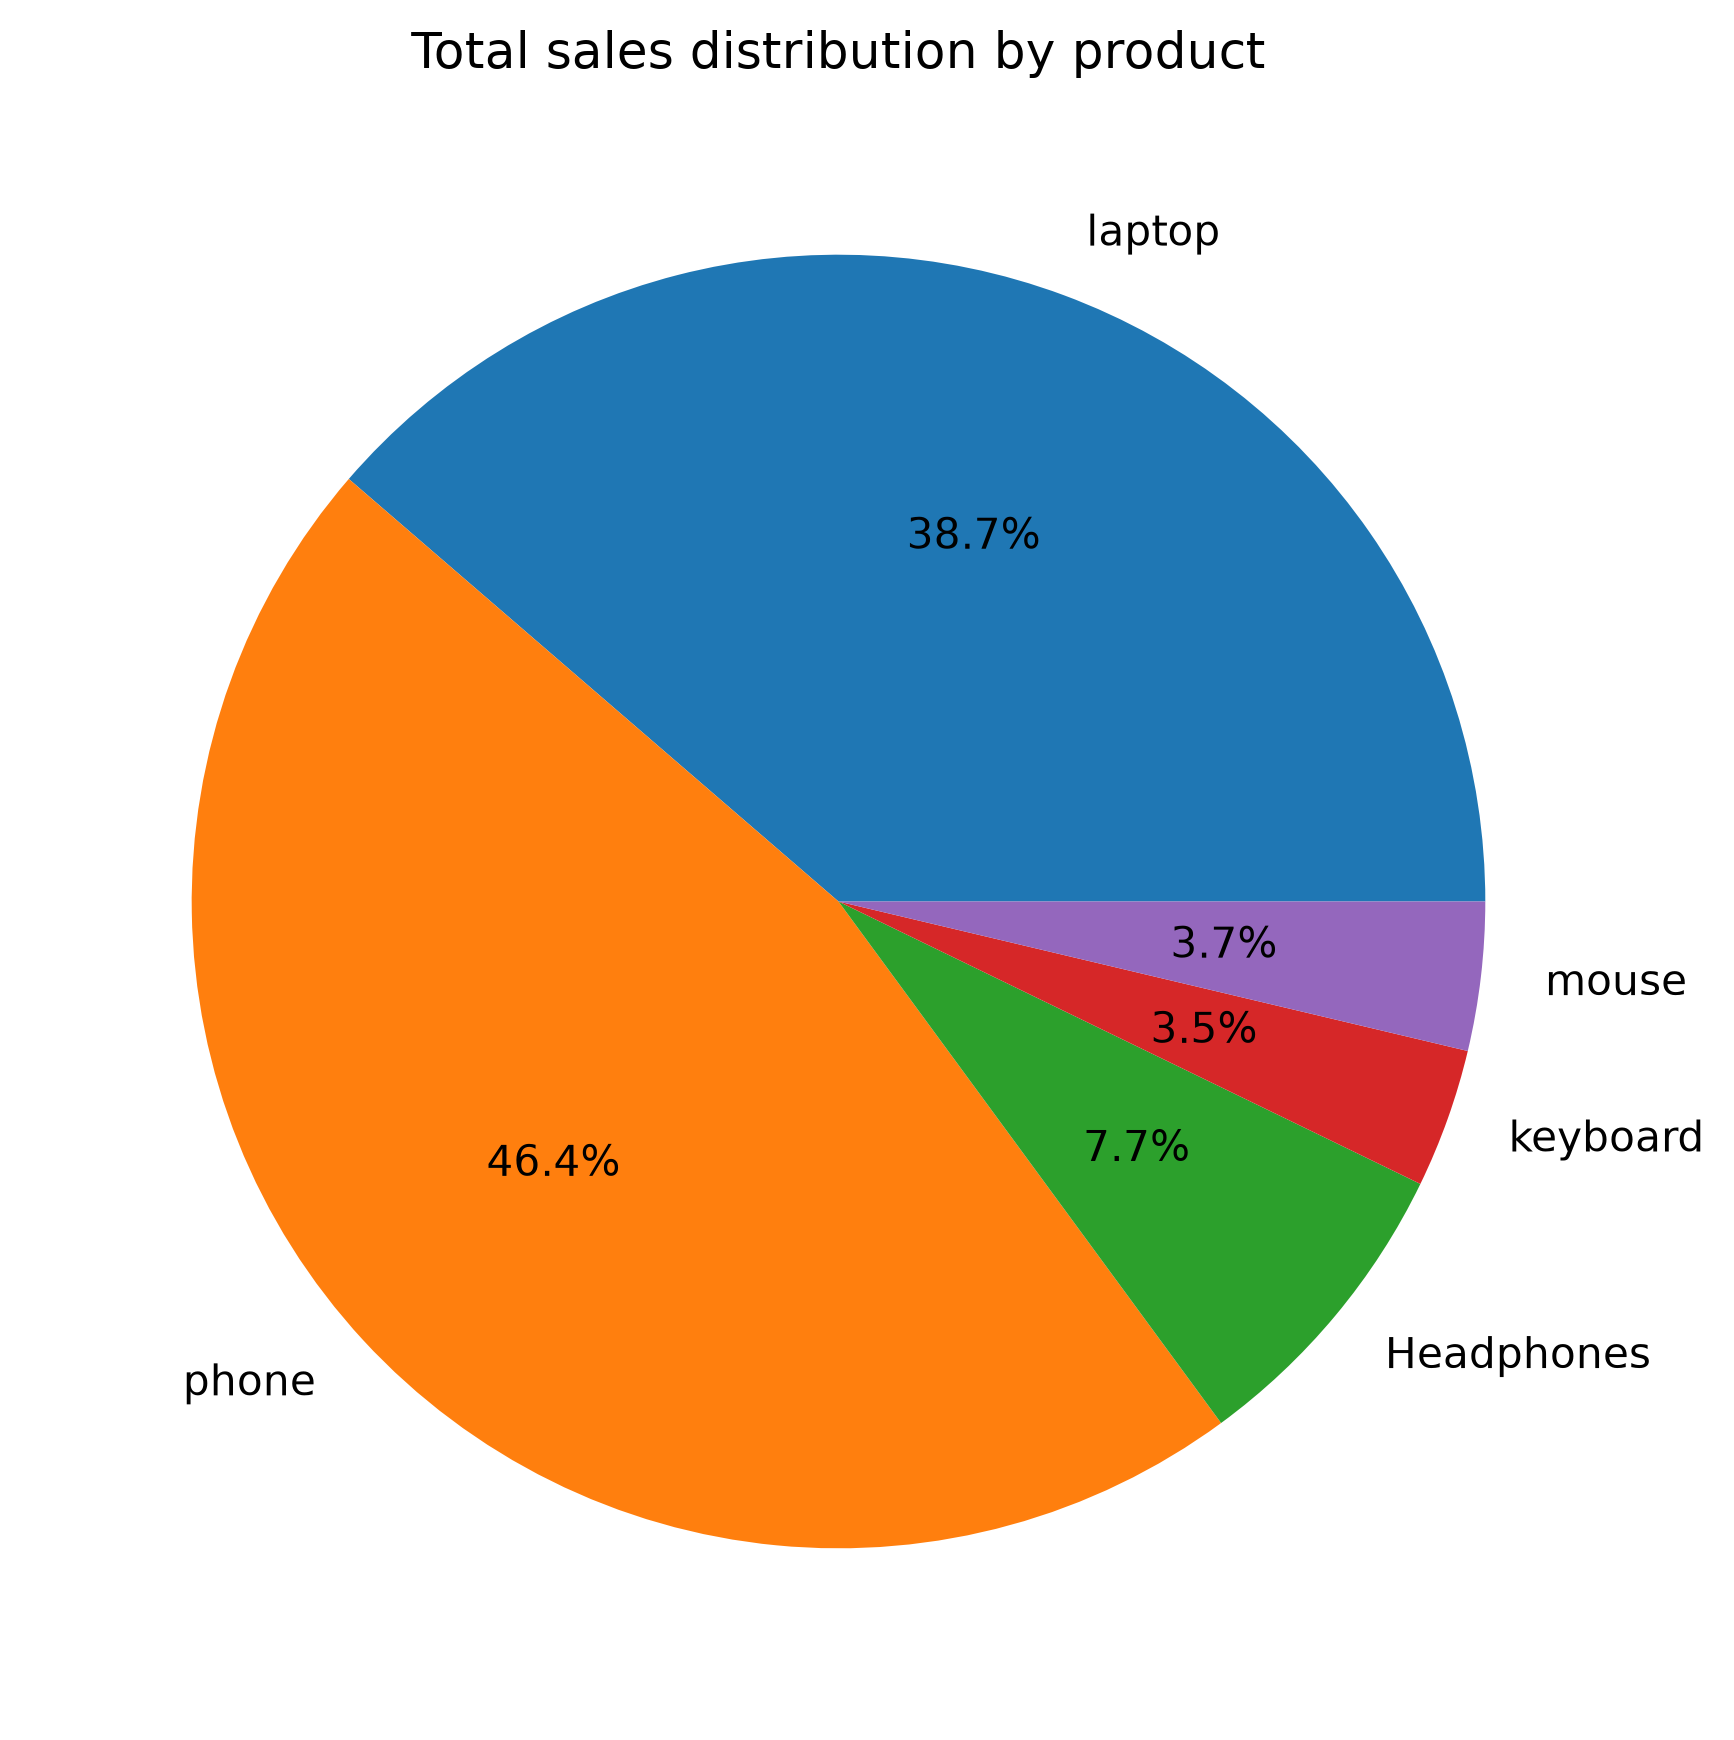 Total sales distribution by product
laptop
38.7%
3.7%
mouse
3.5%
keyboard
7.7%
46.4%
Headphones
phone